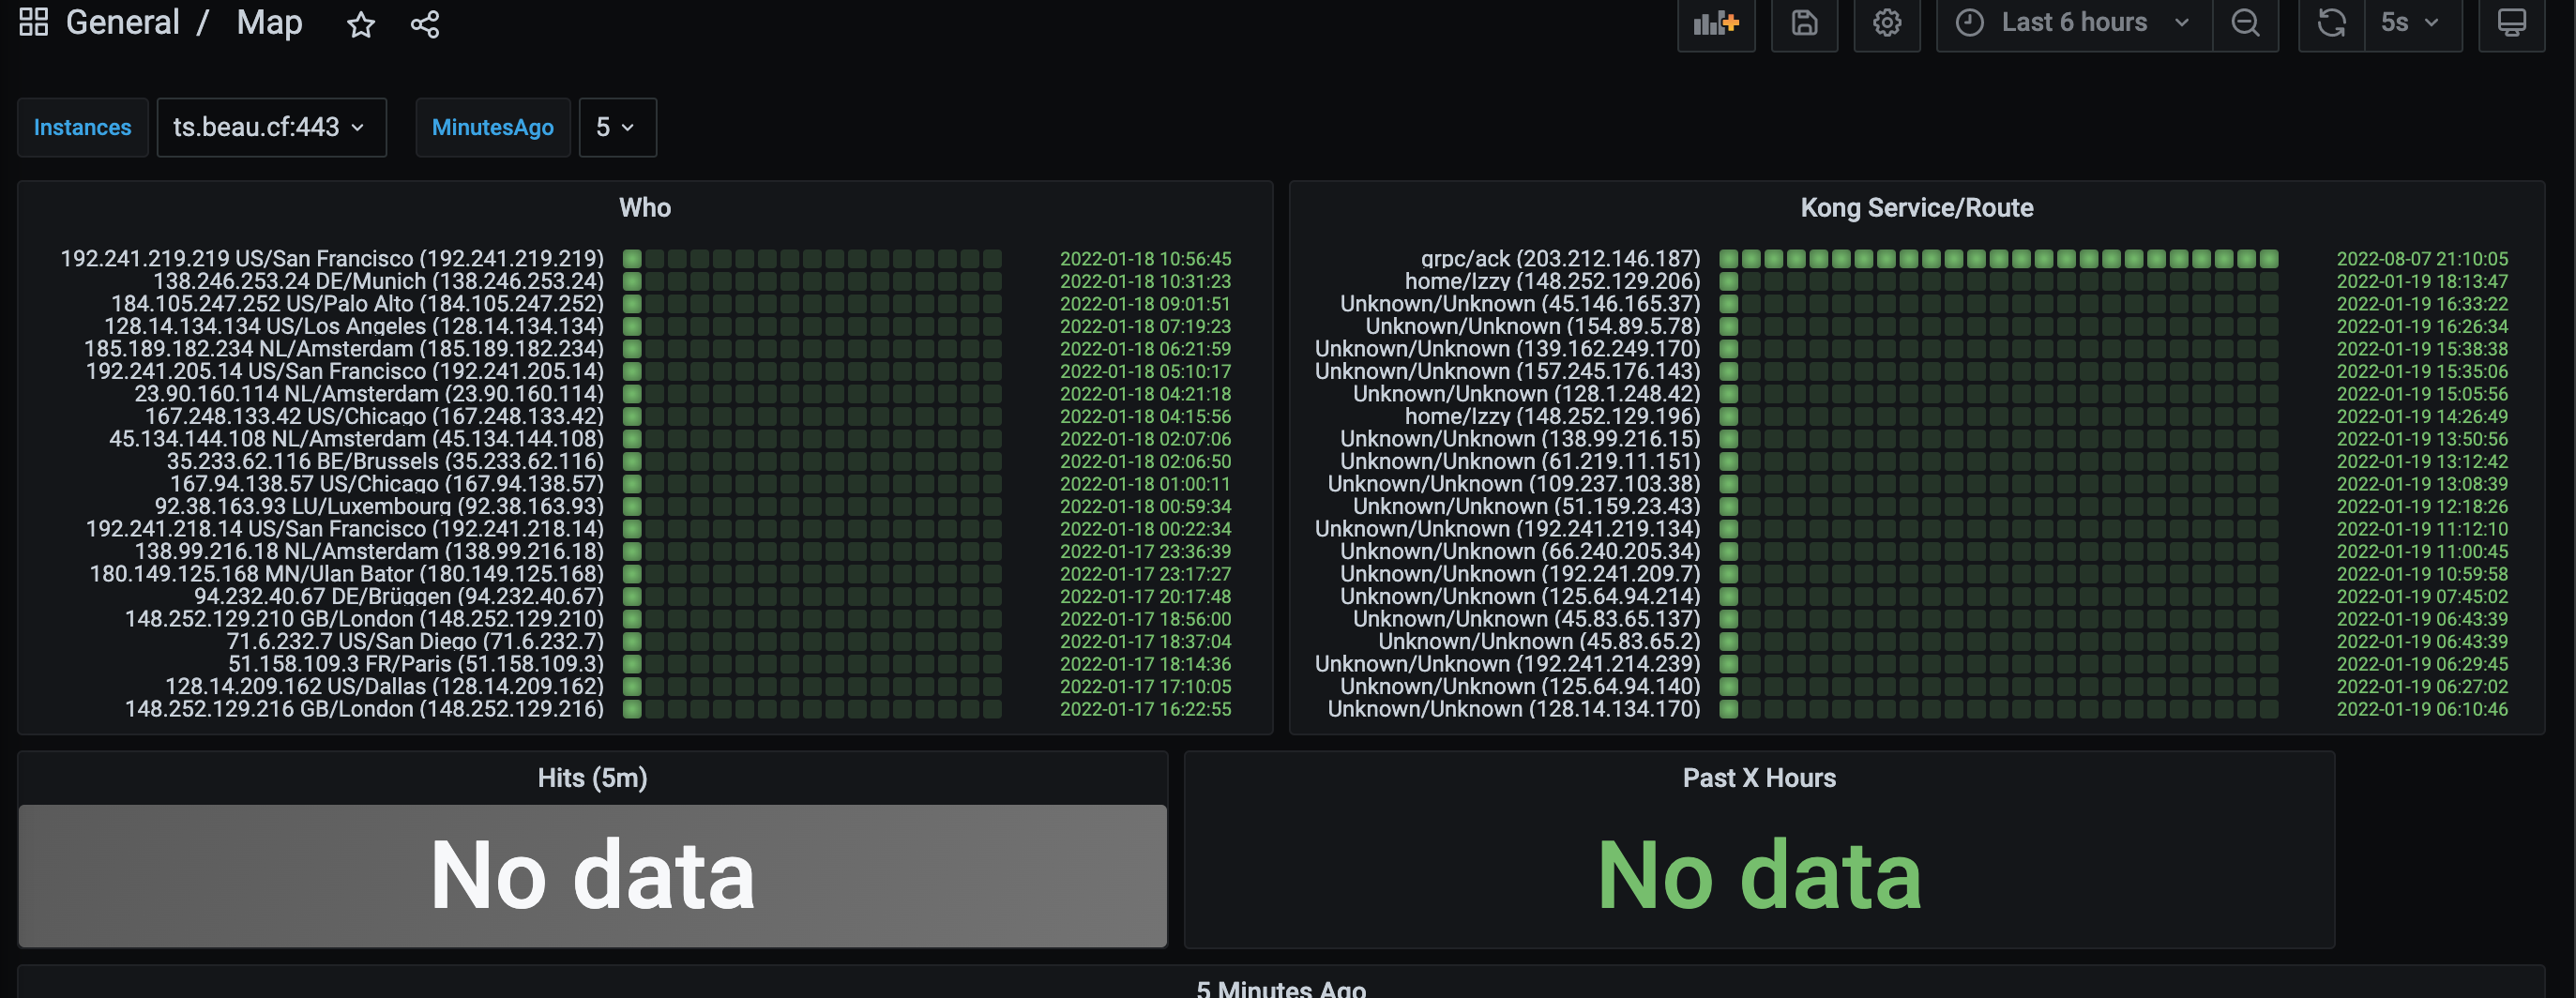 General / Map
Last 6 hours
5s
Instances
ts.beau.cf:443
MinutesAgo
5
Who
192.241.219.219 US/San Francisco (192.241.219.219) 2022-01-18 10:56:45
138.246.253.24 DE/Munich (138.246.253.24) 2022-01-18 10:31:23
184.105.247.252 US/Palo Alto (184.105.247.252) 2022-01-18 09:01:51
128.14.134.134 US/Los Angeles (128.14.134.134) 2022-01-18 07:19:23
185.189.182.234 NL/Amsterdam (185.189.182.234) 2022-01-18 06:21:59
192.241.205.14 US/San Francisco (192.241.205.14) 2022-01-18 05:10:17
23.90.160.114 NL/Amsterdam (23.90.160.114) 2022-01-18 04:21:18
167.248.133.42 US/Chicago (167.248.133.42) 2022-01-18 04:15:56
45.134.144.108 NL/Amsterdam (45.134.144.108) 2022-01-18 02:07:06
35.233.62.116 BE/Brussels (35.233.62.116) 2022-01-18 02:06:50
167.94.138.57 US/Chicago (167.94.138.57) 2022-01-18 01:00:11
92.38.163.93 LU/Luxembourg (92.38.163.93) 2022-01-18 00:59:34
192.241.218.14 US/San Francisco (192.241.218.14) 2022-01-18 00:22:34
138.99.216.18 NL/Amsterdam (138.99.216.18) 2022-01-17 23:36:39
180.149.125.168 MN/Ulan Bator (180.149.125.168) 2022-01-17 23:17:27
94.232.40.67 DE/Brüggen (94.232.40.67) 2022-01-17 20:17:48
148.252.129.210 GB/London (148.252.129.210) 2022-01-17 18:56:00
71.6.232.7 US/San Diego (71.6.232.7) 2022-01-17 18:37:04
51.158.109.3 FR/Paris (51.158.109.3) 2022-01-17 18:14:36
128.14.209.162 US/Dallas (128.14.209.162) 2022-01-17 17:10:05
148.252.129.216 GB/London (148.252.129.216) 2022-01-17 16:22:55
Kong Service/Route
grpc/ack (203.212.146.187) 2022-08-07 21:10:05
home/Izzy (148.252.129.206) 2022-01-19 18:13:47
Unknown/Unknown (45.146.165.37) 2022-01-19 16:33:22
Unknown/Unknown (154.89.5.78) 2022-01-19 16:26:34
Unknown/Unknown (139.162.249.170) 2022-01-19 15:38:38
Unknown/Unknown (157.245.176.143) 2022-01-19 15:35:06
Unknown/Unknown (128.1.248.42) 2022-01-19 15:05:56
home/Izzy (148.252.129.196) 2022-01-19 14:26:49
Unknown/Unknown (138.99.216.15) 2022-01-19 13:50:56
Unknown/Unknown (61.219.11.151) 2022-01-19 13:12:42
Unknown/Unknown (109.237.103.38) 2022-01-19 13:08:39
Unknown/Unknown (51.159.23.43) 2022-01-19 12:18:26
Unknown/Unknown (192.241.219.134) 2022-01-19 11:12:10
Unknown/Unknown (66.240.205.34) 2022-01-19 11:00:45
Unknown/Unknown (192.241.209.7) 2022-01-19 10:59:58
Unknown/Unknown (125.64.94.214) 2022-01-19 07:45:02
Unknown/Unknown (45.83.65.137) 2022-01-19 06:43:39
Unknown/Unknown (45.83.65.2) 2022-01-19 06:43:39
Unknown/Unknown (192.241.214.239) 2022-01-19 06:29:45
Unknown/Unknown (125.64.94.140) 2022-01-19 06:27:02
Unknown/Unknown (128.14.134.170) 2022-01-19 06:10:46
Hits (5m)
No data
Past X Hours
No data
5 Minutes Ago